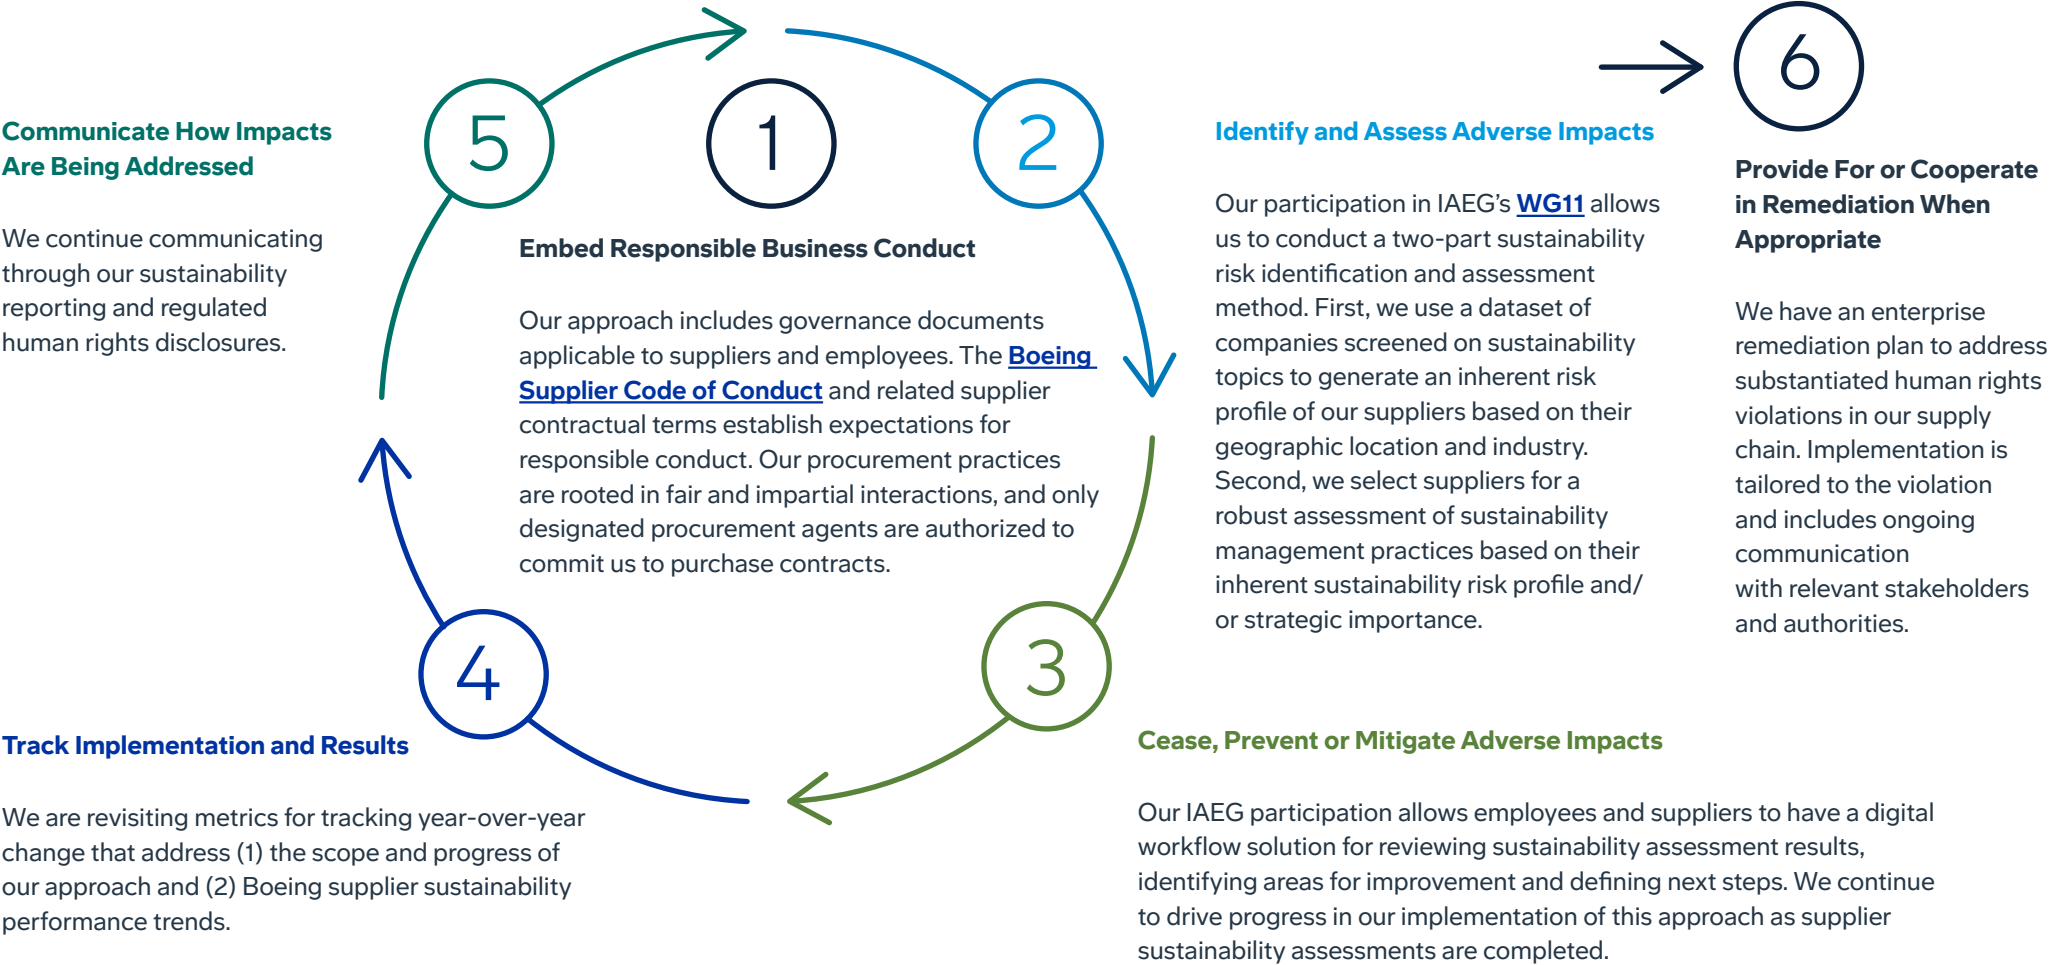 1
Embed Responsible Business Conduct
Our approach includes governance documents
applicable to suppliers and employees. The Boeing
Supplier Code of Conduct and related supplier
contractual terms establish expectations for
responsible conduct. Our procurement practices
are rooted in fair and impartial interactions, and only
designated procurement agents are authorized to
commit us to purchase contracts.
2
Identify and Assess Adverse Impacts
Our participation in IAEG’s WG11 allows
us to conduct a two-part sustainability
risk identification and assessment
method. First, we use a dataset of
companies screened on sustainability
topics to generate an inherent risk
profile of our suppliers based on their
geographic location and industry.
Second, we select suppliers for a
robust assessment of sustainability
management practices based on their
inherent sustainability risk profile and/
or strategic importance.
3
Cease, Prevent or Mitigate Adverse Impacts
Our IAEG participation allows employees and suppliers to have a digital
workflow solution for reviewing sustainability assessment results,
identifying areas for improvement and defining next steps. We continue
to drive progress in our implementation of this approach as supplier
sustainability assessments are completed.
4
Track Implementation and Results
We are revisiting metrics for tracking year-over-year
change that address (1) the scope and progress of
our approach and (2) Boeing supplier sustainability
performance trends.
5
Communicate How Impacts
Are Being Addressed
We continue communicating
through our sustainability
reporting and regulated
human rights disclosures.
6
Provide For or Cooperate
in Remediation When
Appropriate
We have an enterprise
remediation plan to address
substantiated human rights
violations in our supply
chain. Implementation is
tailored to the violation
and includes ongoing
communication
with relevant stakeholders
and authorities.